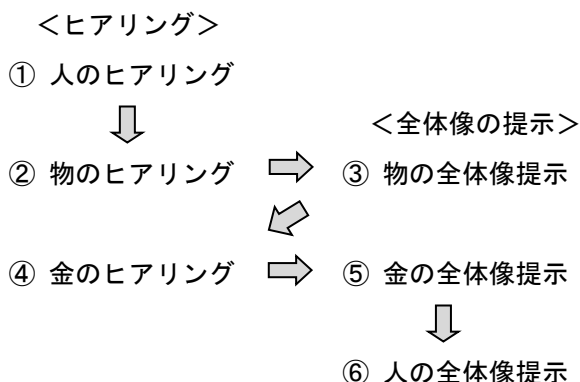 ＜ヒアリング＞
① 人のヒアリング
＜全体像の提示＞
② 物のヒアリング ③ 物の全体像提示
④ 金のヒアリング ⑤ 金の全体像提示
⑥ 人の全体像提示